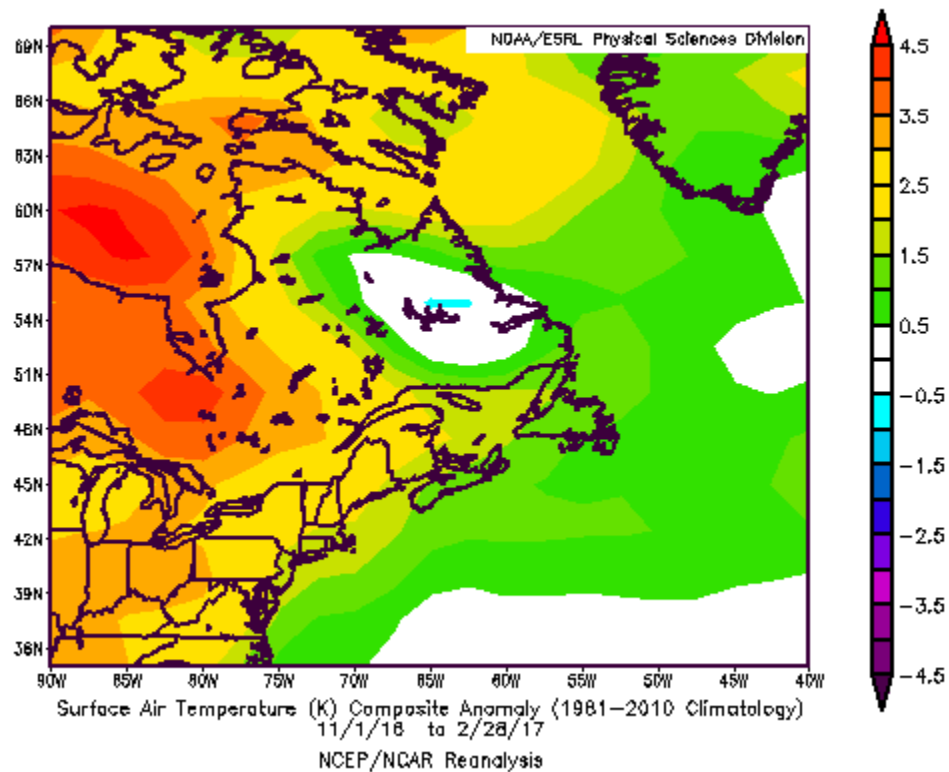 NOAA/ESRL Physical Sciences Division
69N
66N
63N
60N
57N
54N
51N
48N
45N
42N
39N
36N
90W 85W 80W 75W 70W 65W 60W 55W 50W 45W 40W
4.5
3.5
2.5
1.5
0.5
-0.5
-1.5
-2.5
-3.5
-4.5
Surface Air Temperature (K) Composite Anomaly (1981-2010 Climatology)
11/1/16 to 2/28/17
NCEP/NCAR Reanalysis